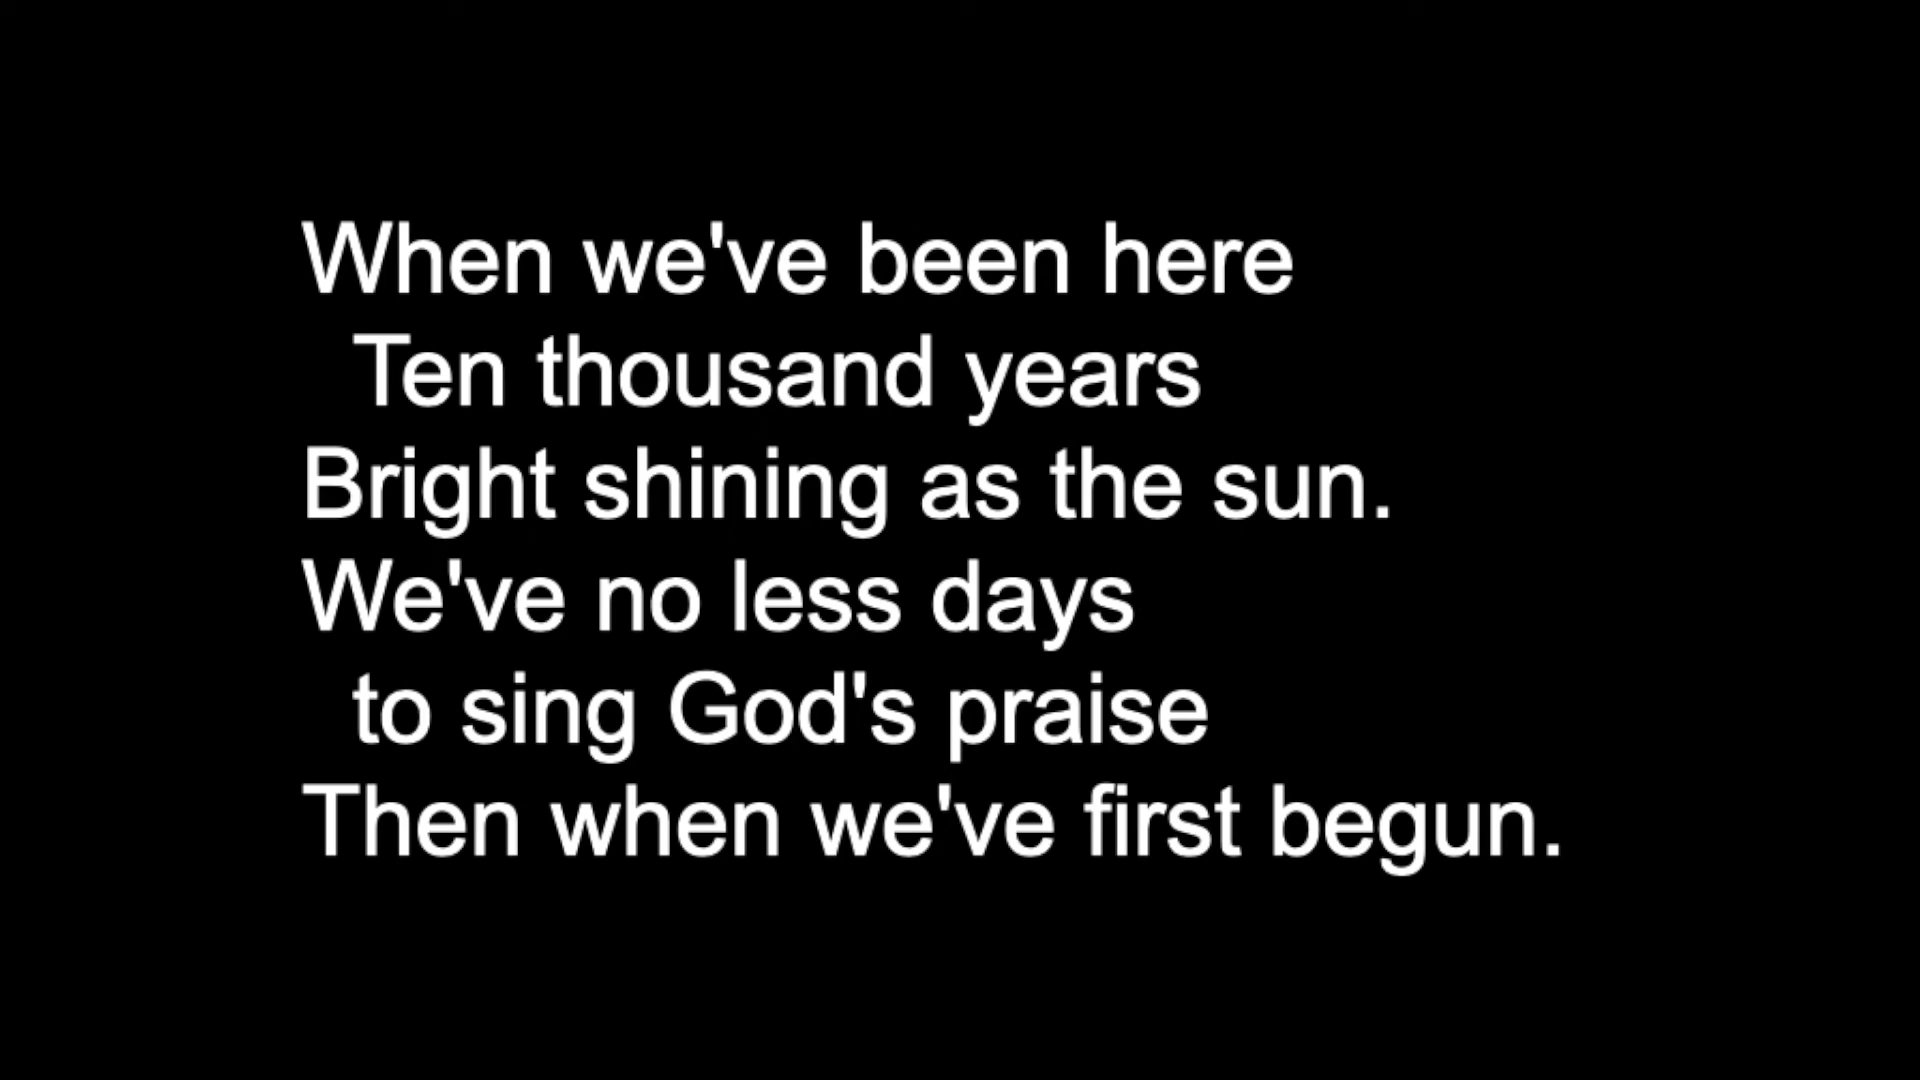 When we've been here
Ten thousand years
Bright shining as the sun.
We've no less days
to sing God's praise
Then when we've first begun.